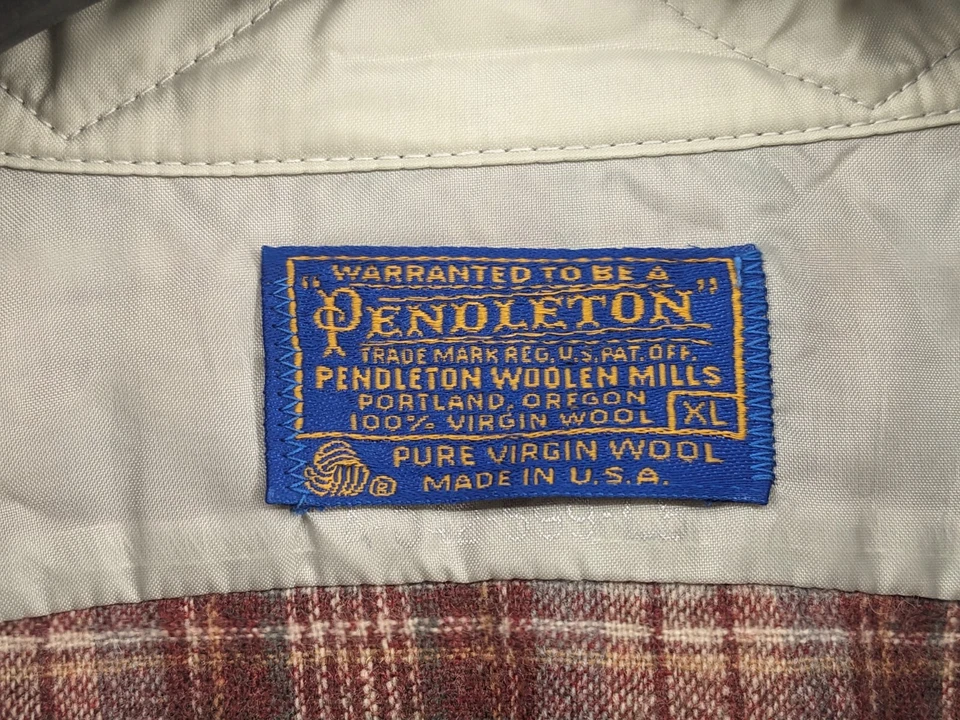 WARRANTED TO BE A
"PENDLETON"
TRADE MARK REG. U.S. PAT. OFF.
PENDLETON WOOLEN MILLS
PORTLAND, OREGON
100% VIRGIN WOOL XL
PURE VIRGIN WOOL
® MADE IN U.S.A.